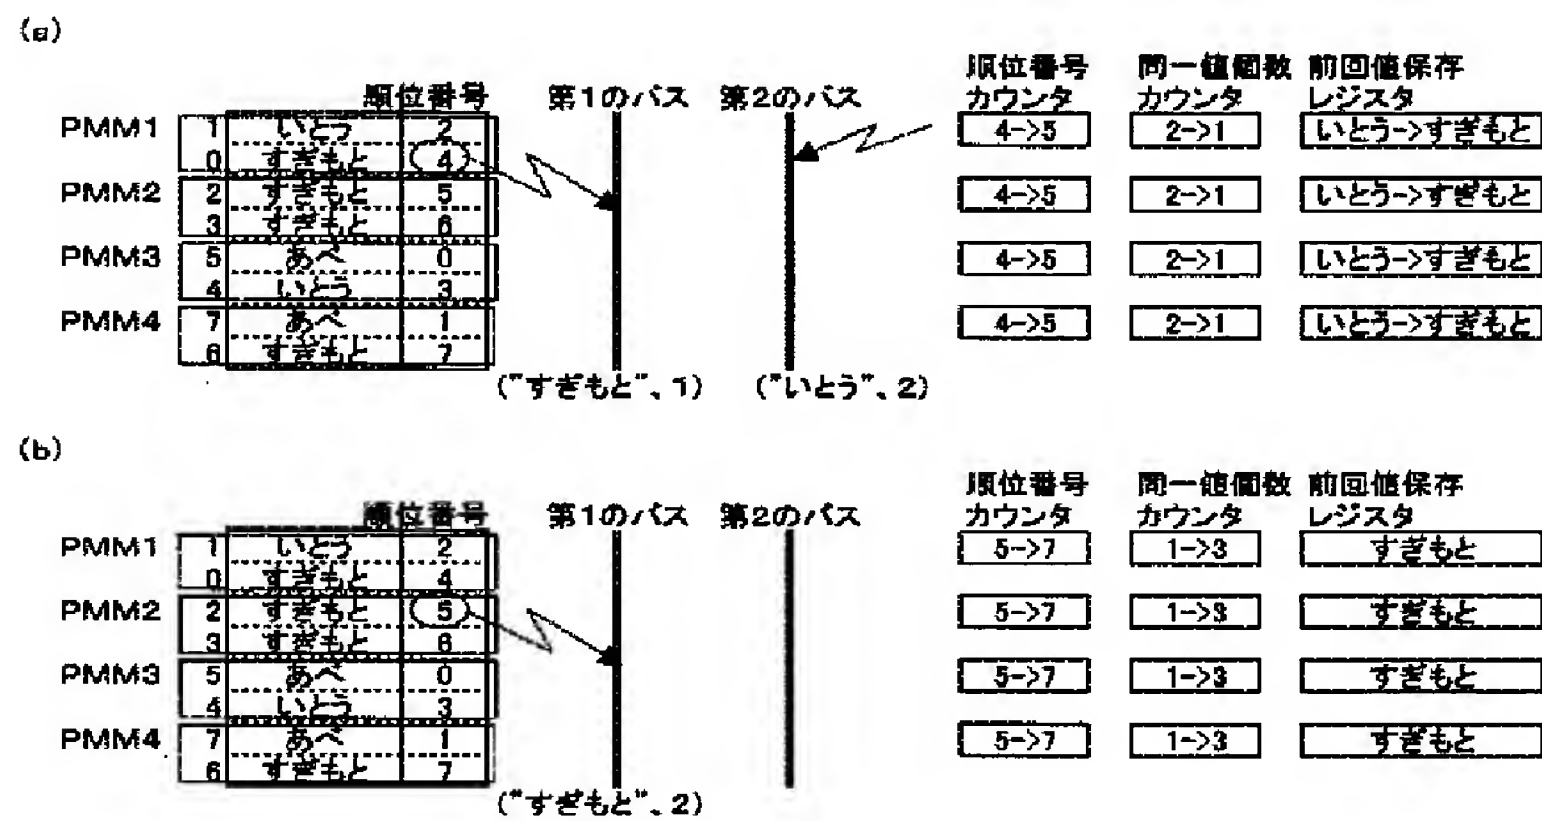 (a)
順位番号 同一値個数 前回値保存
順位番号 第1のバス 第2のバス カウンタ カウンタ レジスタ
PMM1 1 いとう 2 4->5 2->1 いとう->すぎもと
0 すぎもと 4
PMM2 2 すぎもと 5 4->5 2->1 いとう->すぎもと
3 すぎもと 6
PMM3 5 あべ 0 4->5 2->1 いとう->すぎもと
4 いとう 3
PMM4 7 あべ 1 4->5 2->1 いとう->すぎもと
6 すぎもと 7
("すぎもと"、1) ("いとう"、2)
(b)
順位番号 同一値個数 前回値保存
順位番号 第1のバス 第2のバス カウンタ カウンタ レジスタ
PMM1 1 いとう 2 5->7 1->3 すぎもと
0 すぎもと 4
PMM2 2 すぎもと 5 5->7 1->3 すぎもと
3 すぎもと 6
PMM3 5 あべ 0 5->7 1->3 すぎもと
4 いとう 3
PMM4 7 あべ 1 5->7 1->3 すぎもと
6 すぎもと 7
("すぎもと"、2)